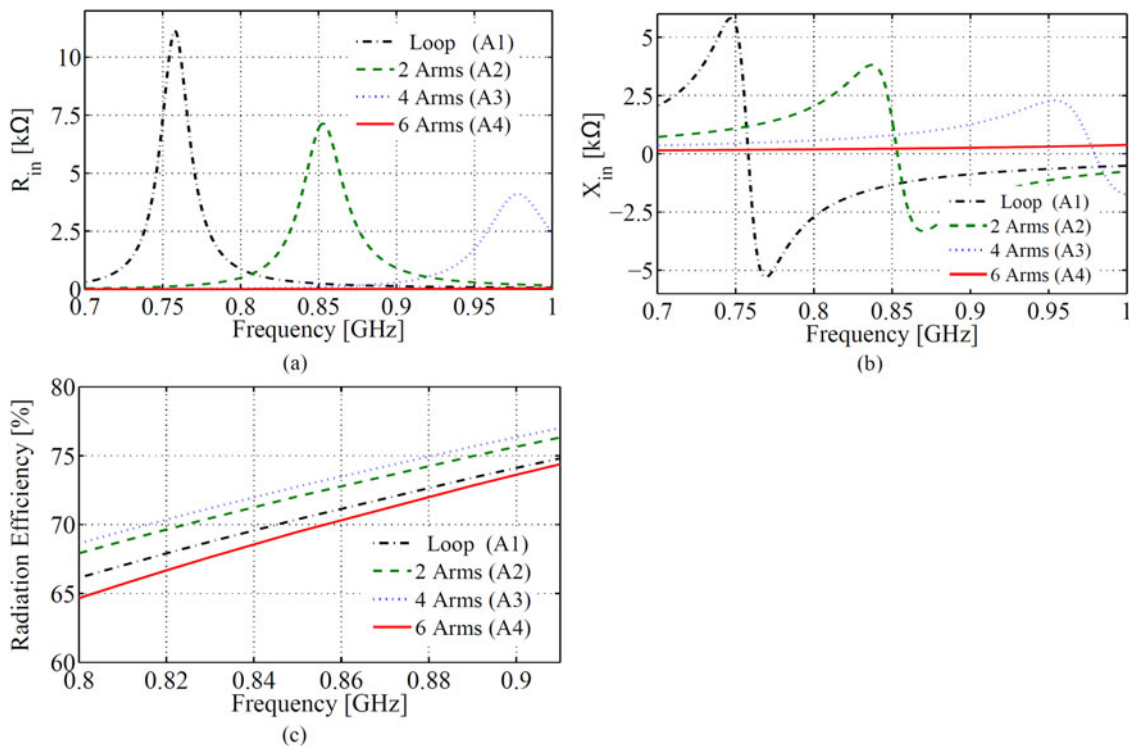 10
7.5
5
2.5
0
R_in [kΩ]
Loop (A1)
2 Arms (A2)
4 Arms (A3)
6 Arms (A4)
0.7 0.75 0.8 0.85 0.9 0.95 1
Frequency [GHz]
(a)
5
2.5
0
−2.5
−5
X_in [kΩ]
Loop (A1)
2 Arms (A2)
4 Arms (A3)
6 Arms (A4)
0.7 0.75 0.8 0.85 0.9 0.95 1
Frequency [GHz]
(b)
80
75
70
65
60
Radiation Efficiency [%]
Loop (A1)
2 Arms (A2)
4 Arms (A3)
6 Arms (A4)
0.8 0.82 0.84 0.86 0.88 0.9
Frequency [GHz]
(c)